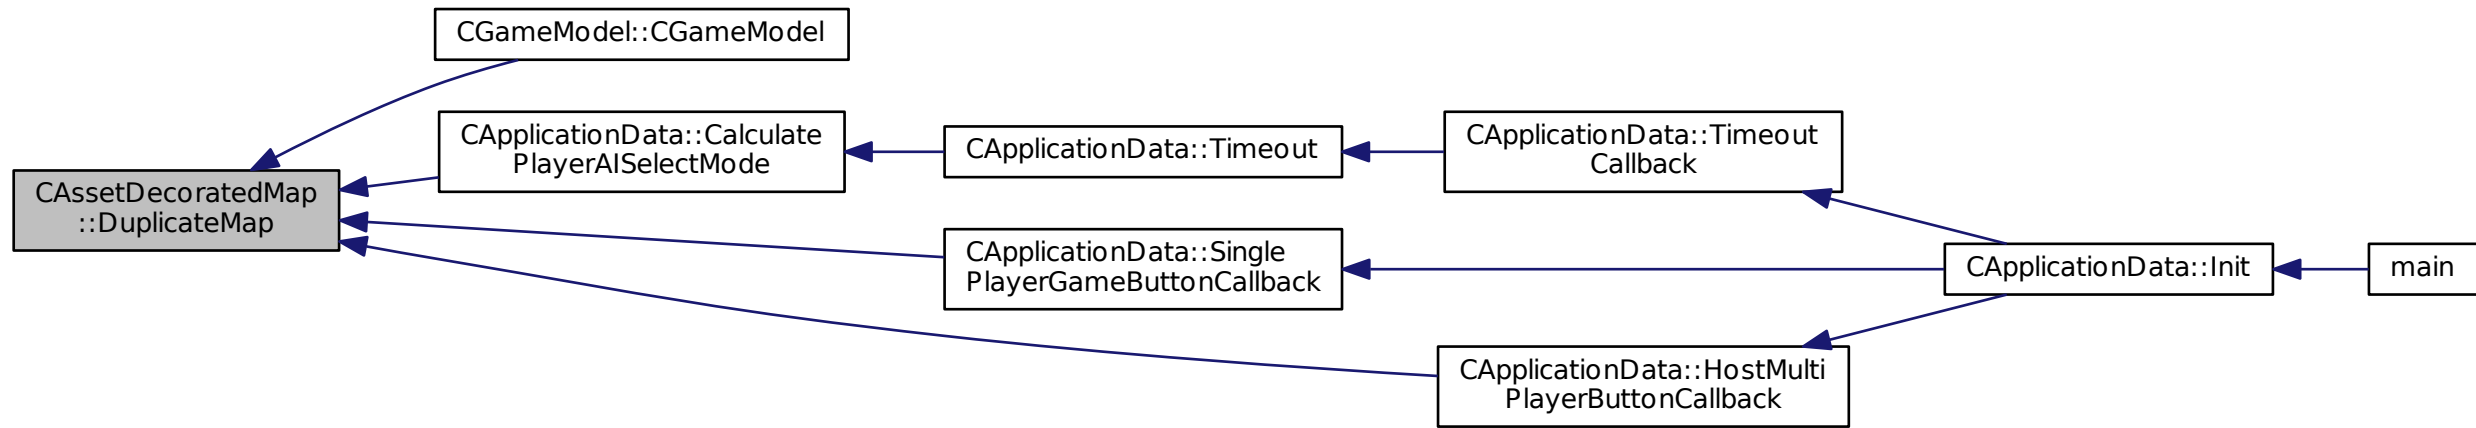 CGameModel::CGameModel
CApplicationData::Calculate
PlayerAISelectMode
CApplicationData::Timeout
CApplicationData::Timeout
Callback
CAssetDecoratedMap
::DuplicateMap
CApplicationData::Single
PlayerGameButtonCallback
CApplicationData::Init
main
CApplicationData::HostMulti
PlayerButtonCallback